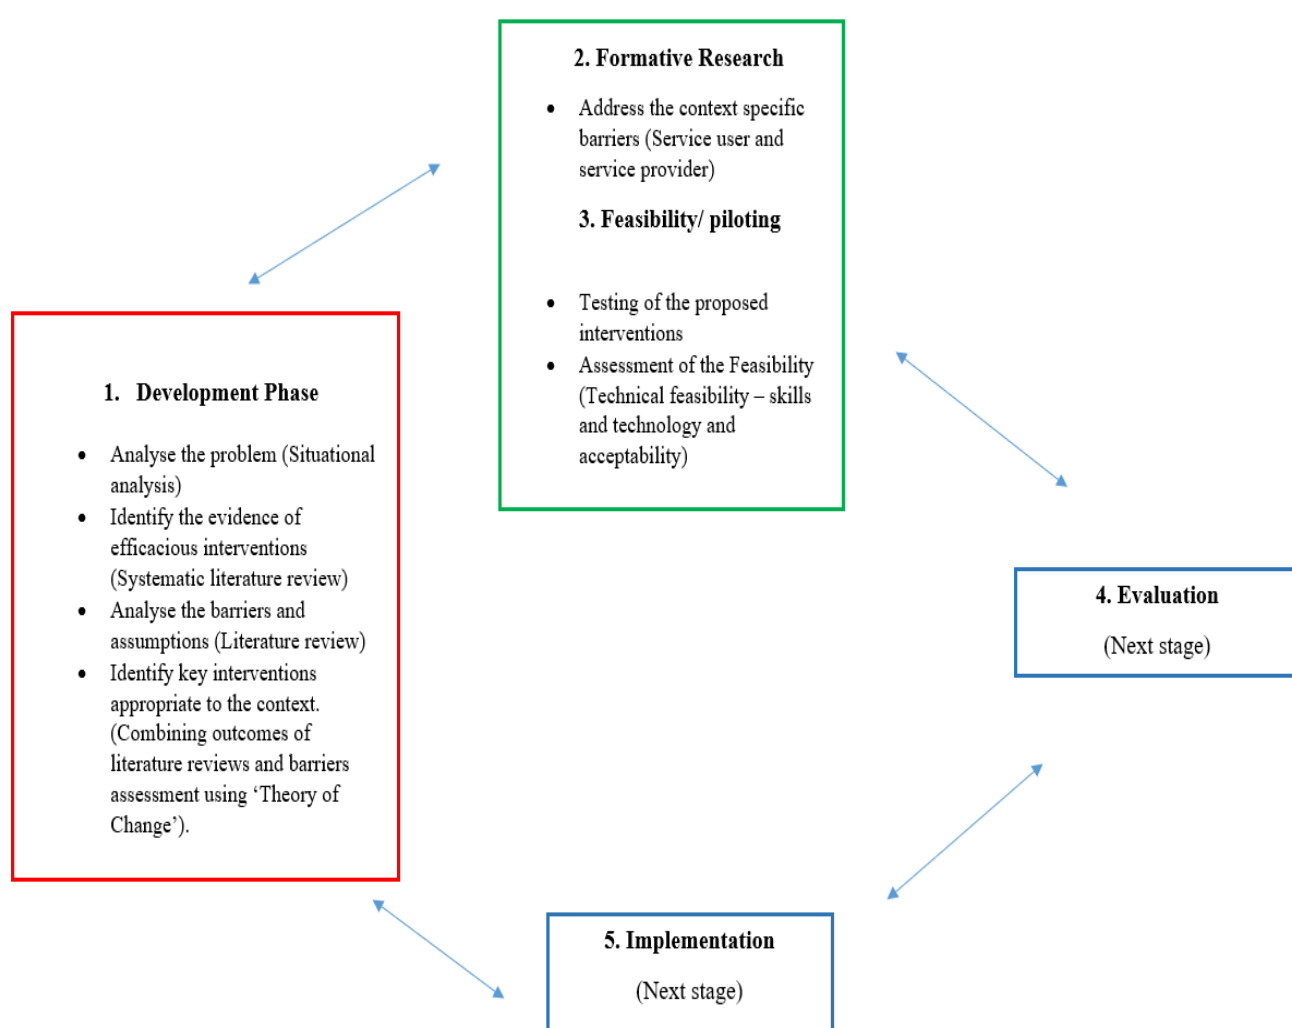 2. Formative Research
• Address the context specific
barriers (Service user and
service provider)
3. Feasibility/ piloting
• Testing of the proposed
interventions
• Assessment of the Feasibility
(Technical feasibility – skills
and technology and
acceptability)
1. Development Phase
• Analyse the problem (Situational
analysis)
• Identify the evidence of
efficacious interventions
(Systematic literature review)
• Analyse the barriers and
assumptions (Literature review)
• Identify key interventions
appropriate to the context.
(Combining outcomes of
literature reviews and barriers
assessment using ‘Theory of
Change’).
4. Evaluation
(Next stage)
5. Implementation
(Next stage)